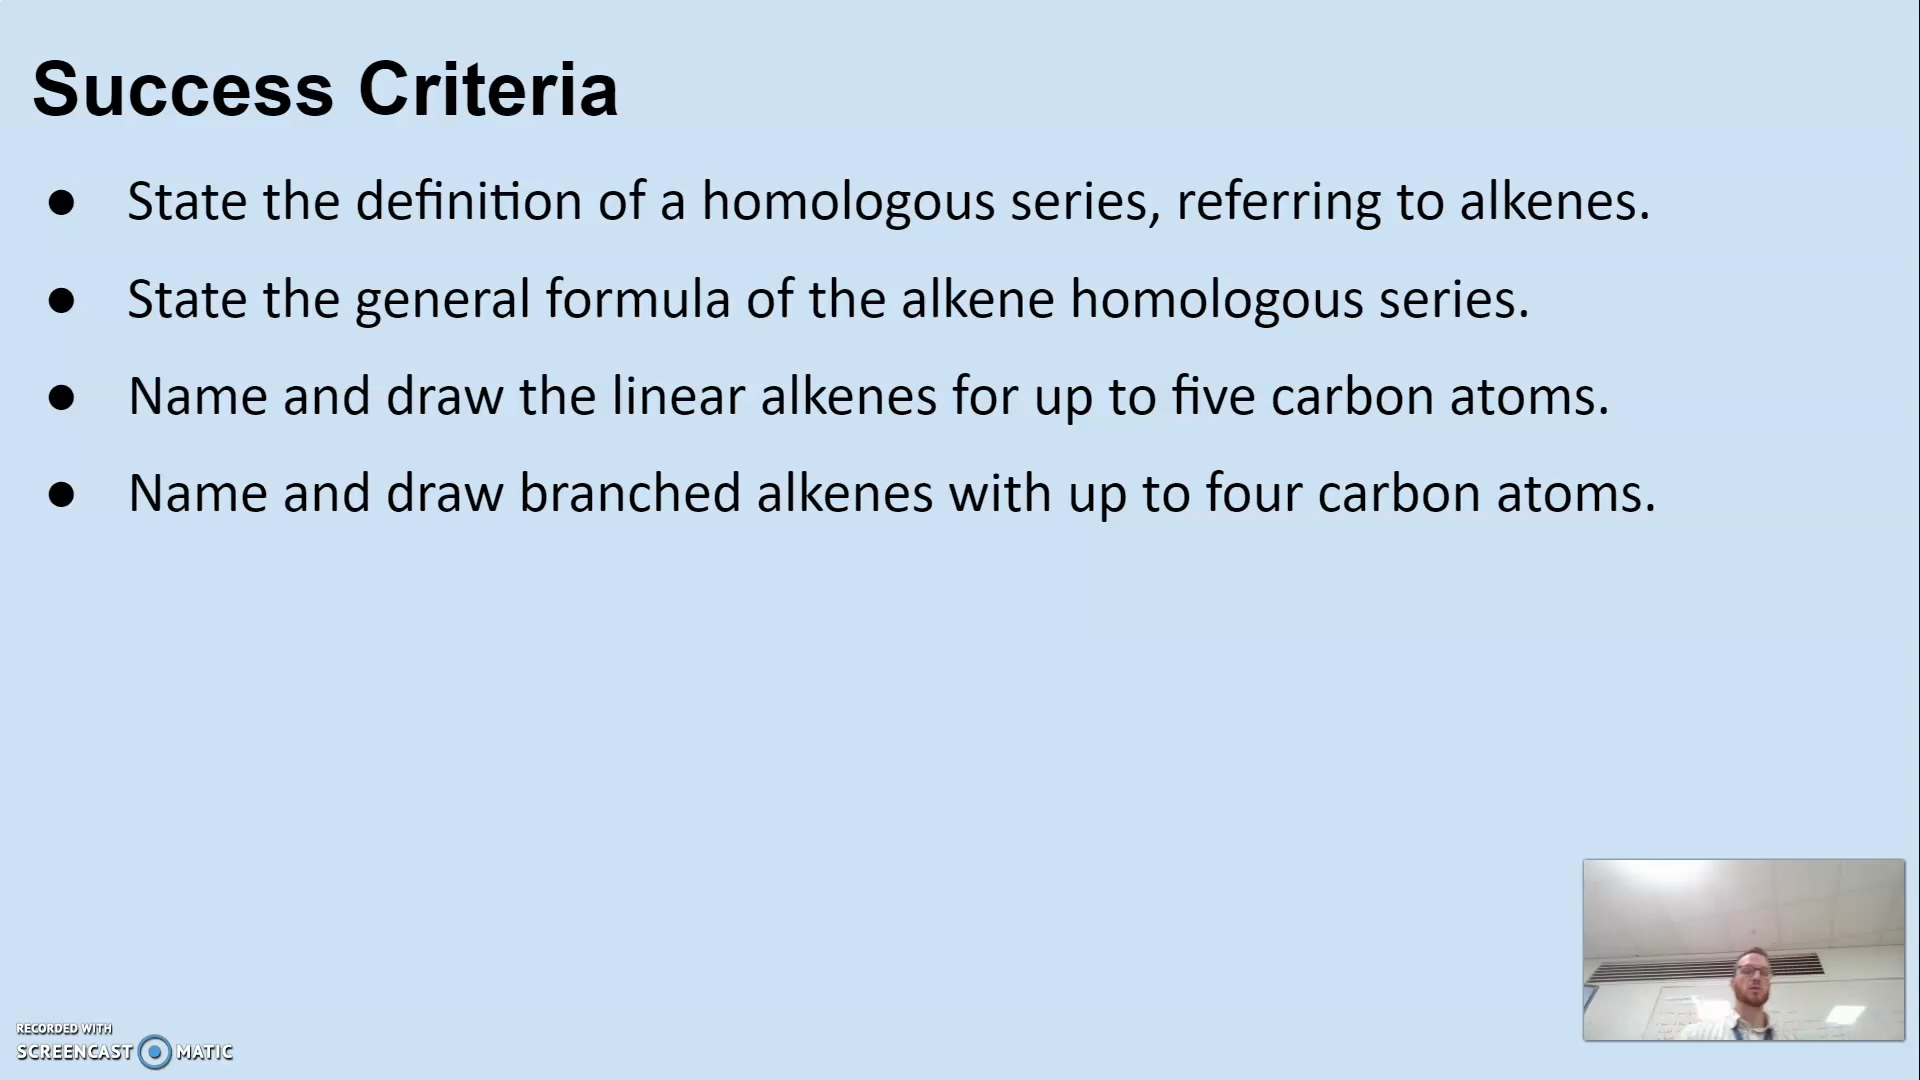 Success Criteria
● State the definition of a homologous series, referring to alkenes.
● State the general formula of the alkene homologous series.
● Name and draw the linear alkenes for up to five carbon atoms.
● Name and draw branched alkenes with up to four carbon atoms.
RECORDED WITH
SCREENCAST MATIC